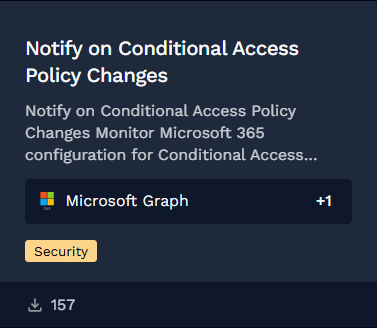 Notify on Conditional Access
Policy Changes
Notify on Conditional Access Policy
Changes Monitor Microsoft 365
configuration for Conditional Access...
Microsoft Graph +1
Security
157